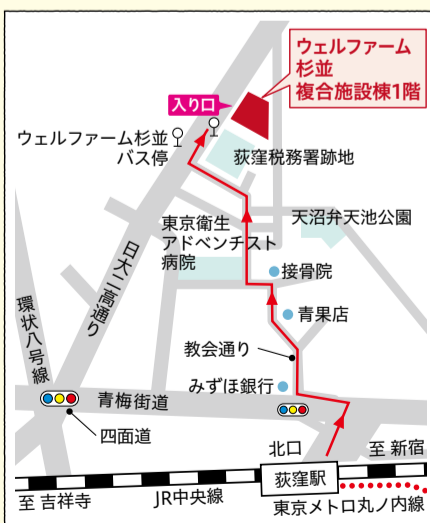 ウェルファーム
杉並
複合施設棟1階
入り口
ウェルファーム杉並
バス停
荻窪税務署跡地
東京衛生
アドベンチスト
病院
天沼弁天池公園
日大二高通り
接骨院
環状八号線
青果店
教会通り
みずほ銀行
青梅街道
四面道
北口
至 新宿
荻窪駅
至 吉祥寺
JR中央線
東京メトロ丸ノ内線